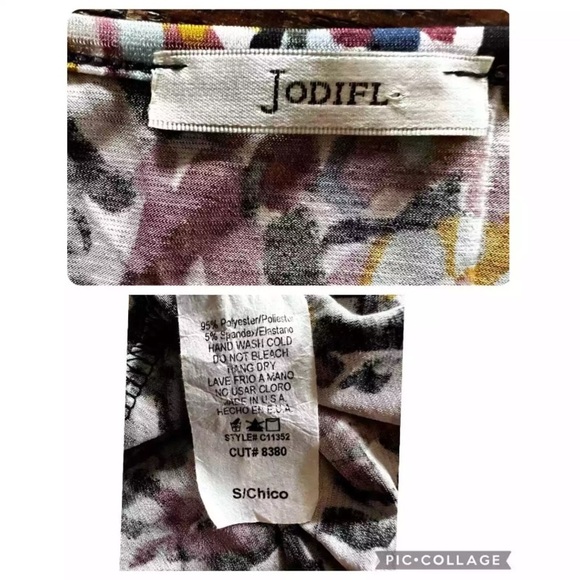 JODIFL
95% Polyester/Poliester
5% Spandex/Elastano
HAND WASH COLD
DO NOT BLEACH
HANG DRY
LAVE FRIO A MANO
NO USAR CLORO
MADE IN U.S.A
HECHO EN E.U.A
STYLE# C11352
CUT# 8380
S/Chico
PIC•COLLAGE